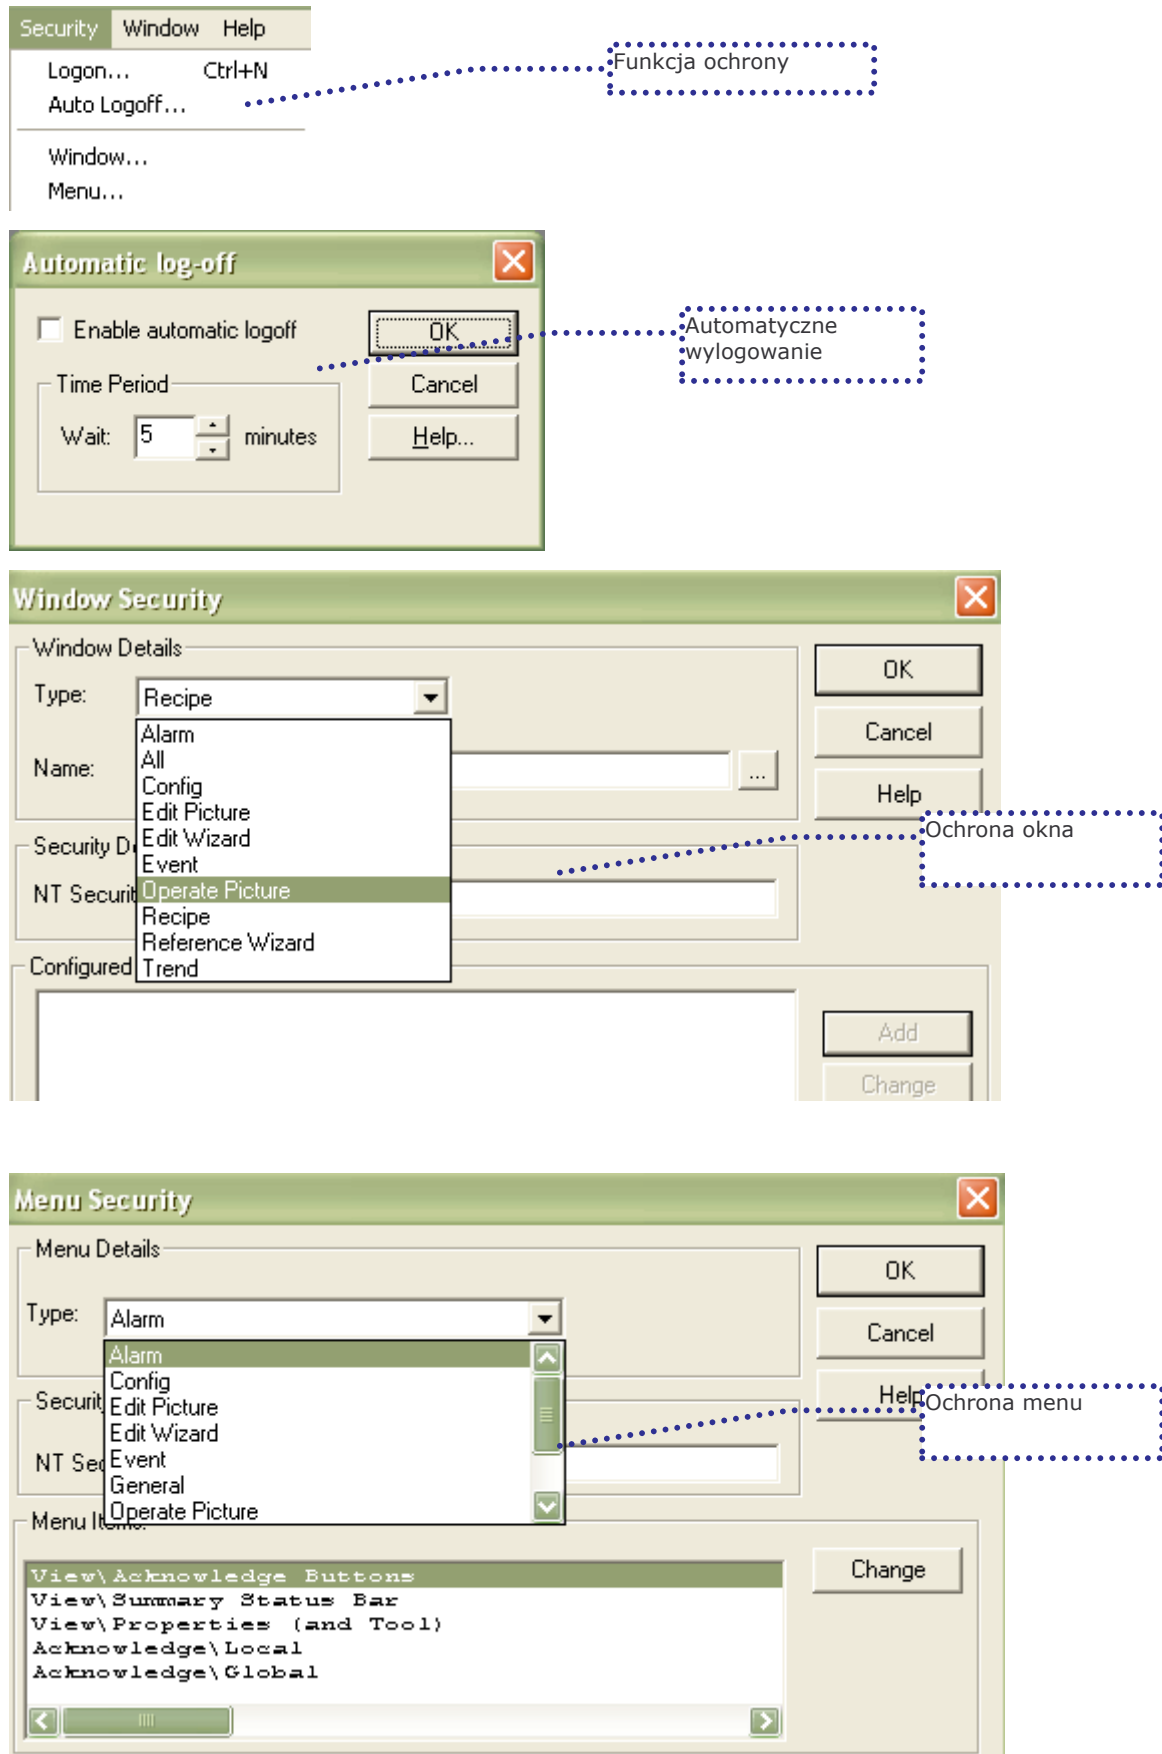 Security Window Help
Logon... Ctrl+N
Auto Logoff...
Window...
Menu...
Funkcja ochrony
Automatic log-off
Enable automatic logoff
OK
Time Period
Cancel
Wait: 5 minutes
Help...
Automatyczne
wylogowanie
Window Security
Window Details
OK
Type: Recipe
Cancel
Alarm
All
Name:
...
Config
Help
Edit Picture
Edit Wizard
Event
Operate Picture
Recipe
Reference Wizard
Trend
Security D
NT Securit
Configured
Ochrona okna
Add
Change
Menu Security
Menu Details
OK
Type: Alarm
Cancel
Alarm
Config
Help
Edit Picture
Edit Wizard
Event
General
Operate Picture
Securit
NT Sec
Ochrona menu
Menu Items:
Change
View\Acknowledge Buttons
View\Summary Status Bar
View\Properties (and Tool)
Acknowledge\Local
Acknowledge\Global